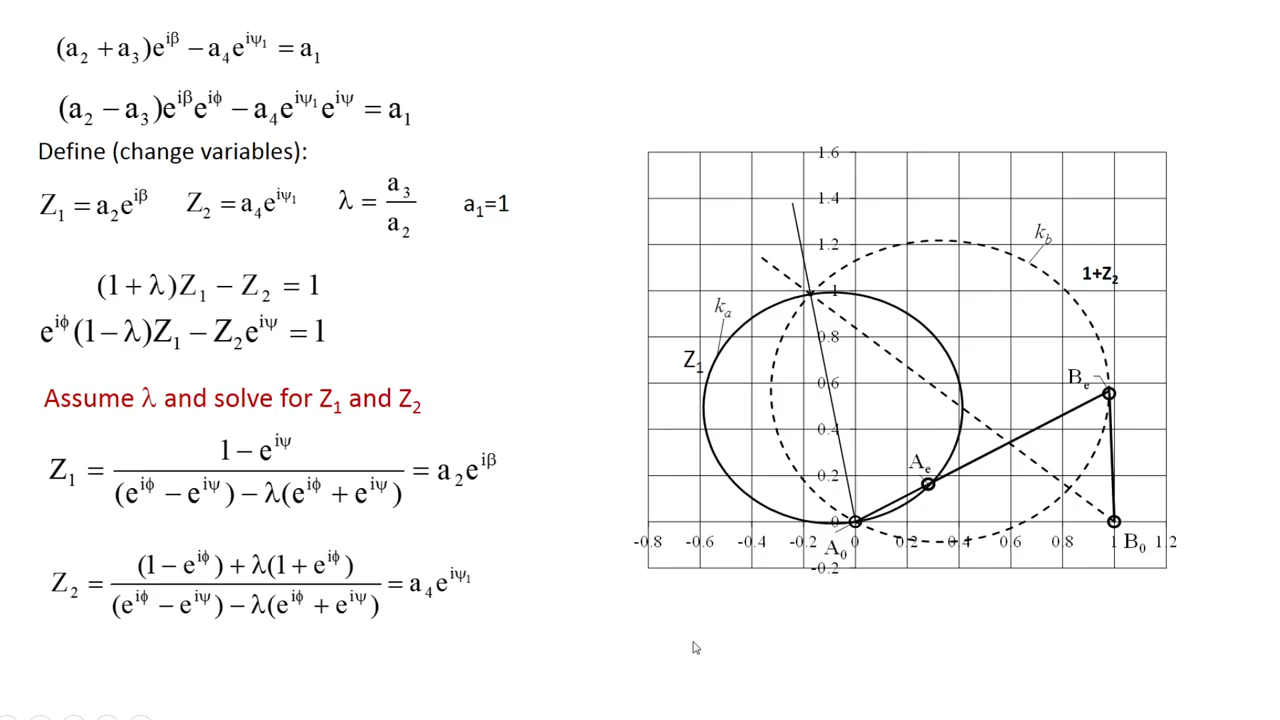 (a₂ + a₃)e^{iβ} − a₄e^{iψ₁} = a₁
(a₂ − a₃)e^{iβ}e^{iϕ} − a₄e^{iψ₁}e^{iψ} = a₁
Define (change variables):
Z₁ = a₂e^{iβ} Z₂ = a₄e^{iψ₁} λ = a₃/a₂ a₁=1
(1 + λ)Z₁ − Z₂ = 1
e^{iϕ}(1 − λ)Z₁ − Z₂e^{iψ} = 1
Assume λ and solve for Z₁ and Z₂
Z₁ = (1 − e^{iψ})/((e^{iϕ} − e^{iψ}) − λ(e^{iϕ} + e^{iψ})) = a₂e^{iβ}
Z₂ = ((1 − e^{iϕ}) + λ(1 + e^{iϕ}))/((e^{iϕ} − e^{iψ}) − λ(e^{iϕ} + e^{iψ})) = a₄e^{iψ₁}
1.6
1.4
1.2
k_b
1+Z₂
1
k_a
0.8
Z₁
0.6
B_e
0.4
A_e
0.2
0
-0.8 -0.6 -0.4 -0.2 A₀ 0.2 0.4 0.6 0.8 1 B₀ 1.2
-0.2